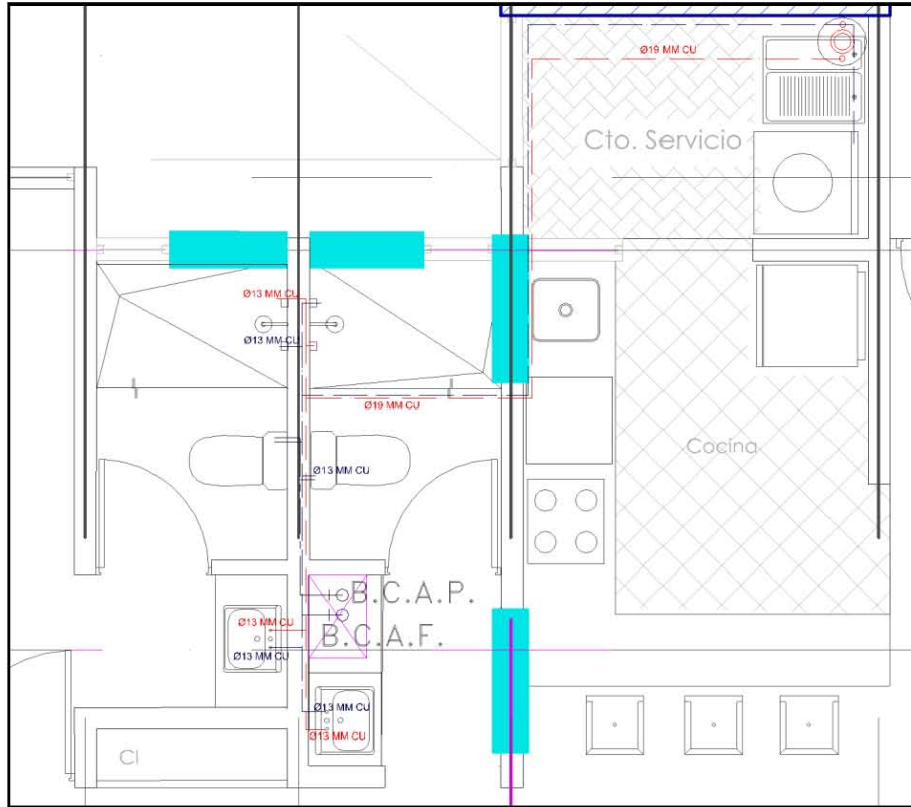 Ø19 MM CU
Cto. Servicio
Ø13 MM CU
Ø13 MM CU
Ø19 MM CU
Cocina
Ø13 MM CU
B.C.A.P.
Ø13 MM CU
B.C.A.F.
Ø13 MM CU
Ø13 MM CU
Ø13 MM CU
Cl